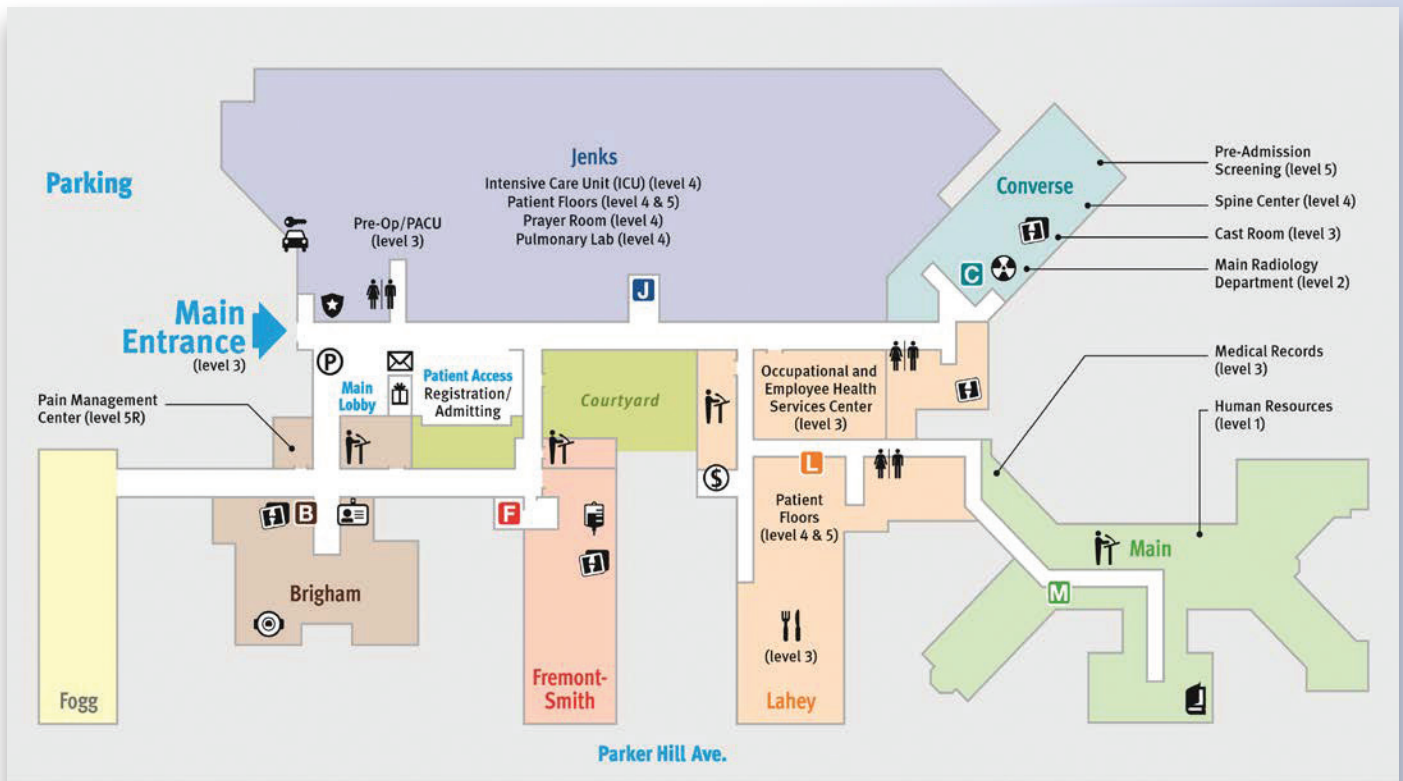 Parking
Main
Entrance
(level 3)
Pain Management
Center (level 5R)
Pre-Op/PACU
(level 3)
Jenks
Intensive Care Unit (ICU) (level 4)
Patient Floors (level 4 & 5)
Prayer Room (level 4)
Pulmonary Lab (level 4)
J
Converse
C
H
Pre-Admission
Screening (level 5)
Spine Center (level 4)
Cast Room (level 3)
Main Radiology
Department (level 2)
Medical Records
(level 3)
Human Resources
(level 1)
P
Main
Lobby
Patient Access
Registration/
Admitting
Courtyard
Occupational and
Employee Health
Services Center
(level 3)
H
L
$
Patient
Floors
(level 4 & 5)
H
B
F
H
Brigham
Fogg
Fremont-
Smith
(level 3)
Lahey
Main
M
J
Parker Hill Ave.